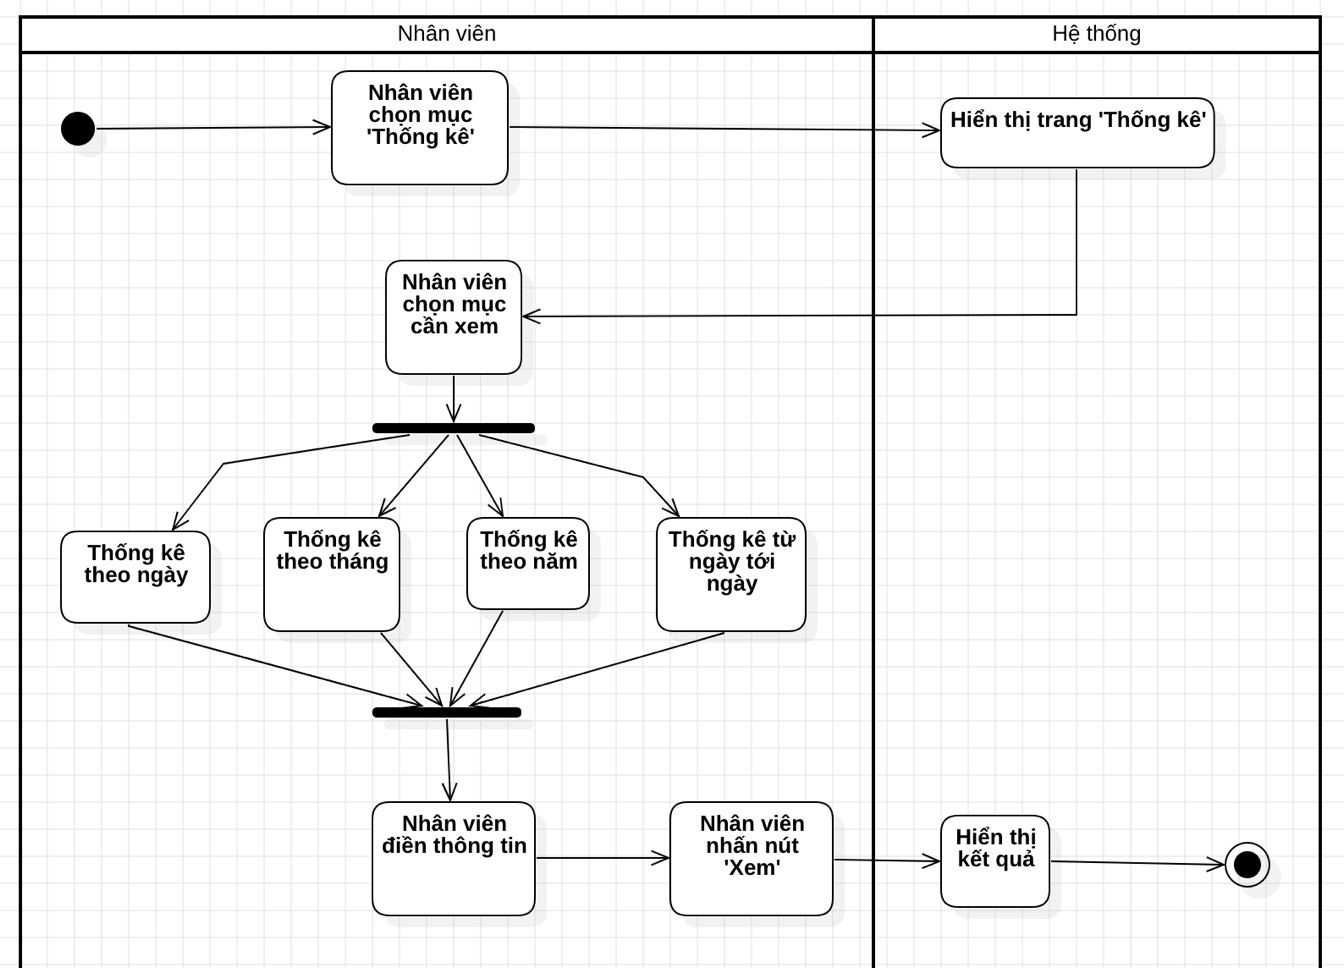 Nhân viên
Hệ thống
Nhân viên
chọn mục
'Thống kê'
Hiển thị trang 'Thống kê'
Nhân viên
chọn mục
cần xem
Thống kê
theo ngày
Thống kê
theo tháng
Thống kê
theo năm
Thống kê từ
ngày tới
ngày
Nhân viên
điền thông tin
Nhân viên
nhấn nút
'Xem'
Hiển thị
kết quả